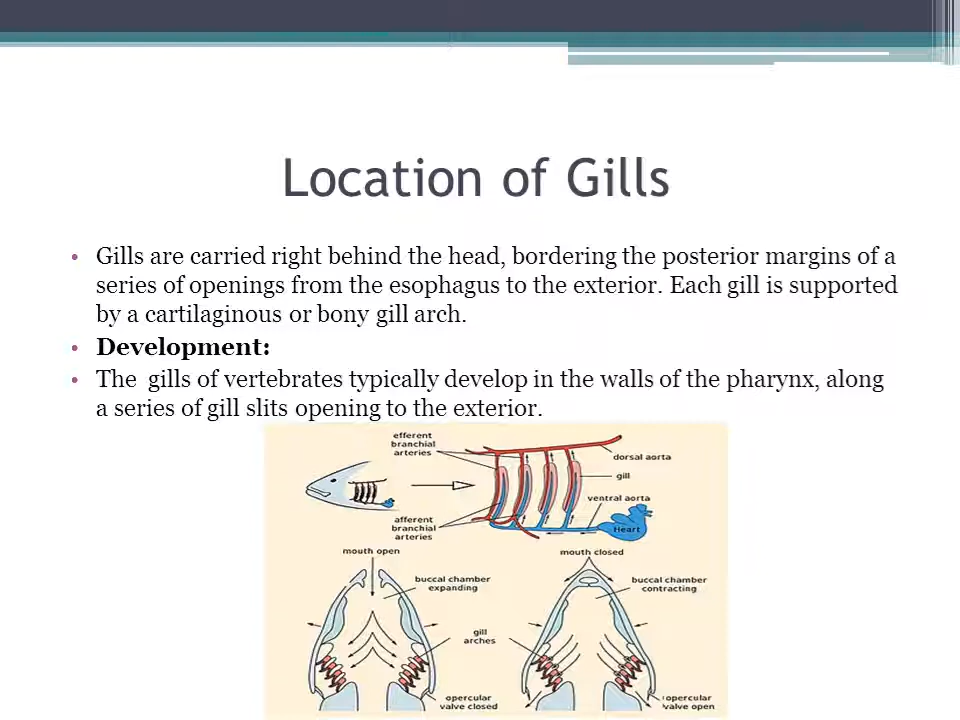 Location of Gills
• Gills are carried right behind the head, bordering the posterior margins of a
series of openings from the esophagus to the exterior. Each gill is supported
by a cartilaginous or bony gill arch.
• Development:
• The gills of vertebrates typically develop in the walls of the pharynx, along
a series of gill slits opening to the exterior.
efferent
branchial
arteries
dorsal aorta
gill
ventral aorta
afferent
branchial
arteries
Heart
mouth open
mouth closed
buccal chamber
expanding
buccal chamber
contracting
gill
arches
opercular
valve closed
opercular
valve open